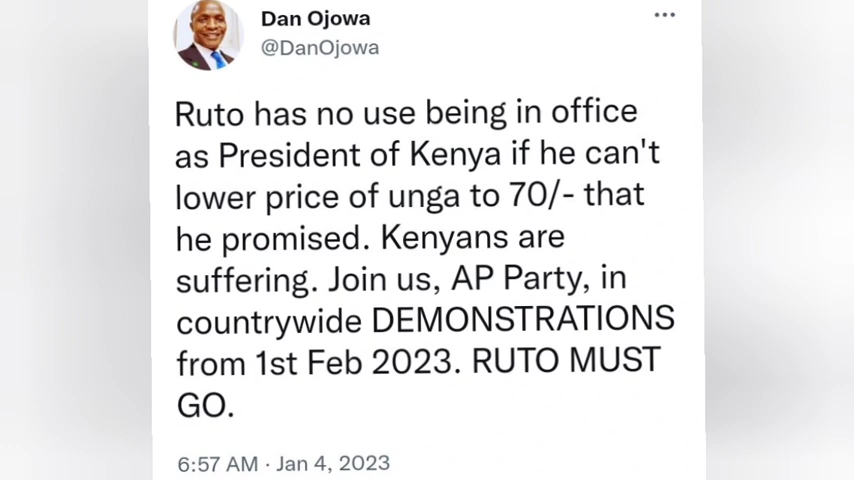 Dan Ojowa
@DanOjowa
Ruto has no use being in office
as President of Kenya if he can't
lower price of unga to 70/- that
he promised. Kenyans are
suffering. Join us, AP Party, in
countrywide DEMONSTRATIONS
from 1st Feb 2023. RUTO MUST
GO.
6:57 AM · Jan 4, 2023